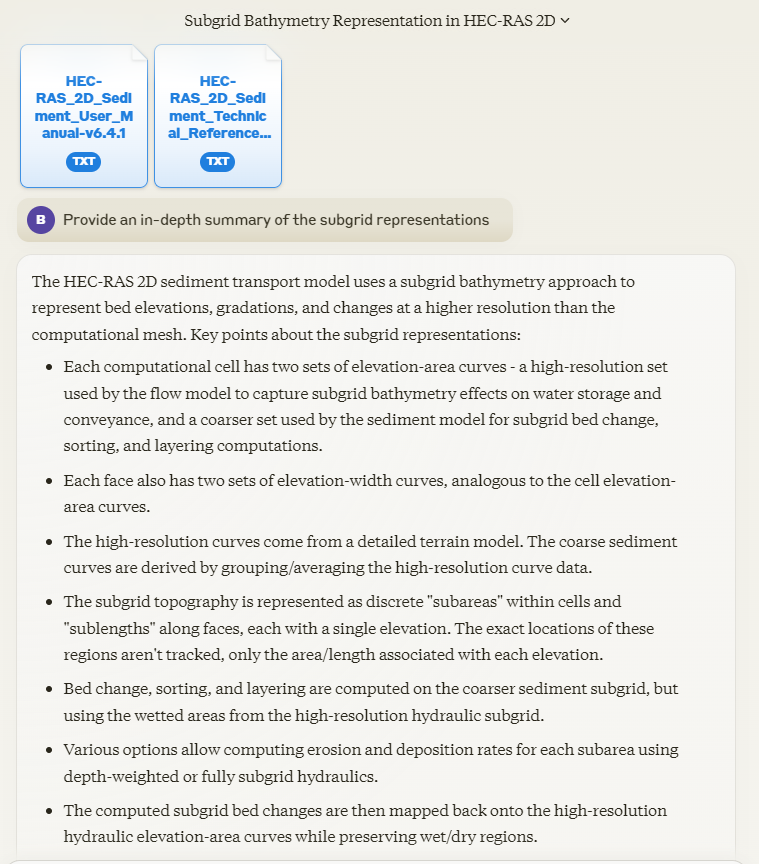 Subgrid Bathymetry Representation in HEC-RAS 2D
HEC-
RAS_2D_Sedi
ment_User_M
anual-v6.4.1
TXT
HEC-
RAS_2D_Sedi
ment_Technic
al_Reference...
TXT
B Provide an in-depth summary of the subgrid representations
The HEC-RAS 2D sediment transport model uses a subgrid bathymetry approach to
represent bed elevations, gradations, and changes at a higher resolution than the
computational mesh. Key points about the subgrid representations:
• Each computational cell has two sets of elevation-area curves - a high-resolution set
used by the flow model to capture subgrid bathymetry effects on water storage and
conveyance, and a coarser set used by the sediment model for subgrid bed change,
sorting, and layering computations.
• Each face also has two sets of elevation-width curves, analogous to the cell elevation-
area curves.
• The high-resolution curves come from a detailed terrain model. The coarse sediment
curves are derived by grouping/averaging the high-resolution curve data.
• The subgrid topography is represented as discrete "subareas" within cells and
"sublengths" along faces, each with a single elevation. The exact locations of these
regions aren't tracked, only the area/length associated with each elevation.
• Bed change, sorting, and layering are computed on the coarser sediment subgrid, but
using the wetted areas from the high-resolution hydraulic subgrid.
• Various options allow computing erosion and deposition rates for each subarea using
depth-weighted or fully subgrid hydraulics.
• The computed subgrid bed changes are then mapped back onto the high-resolution
hydraulic elevation-area curves while preserving wet/dry regions.